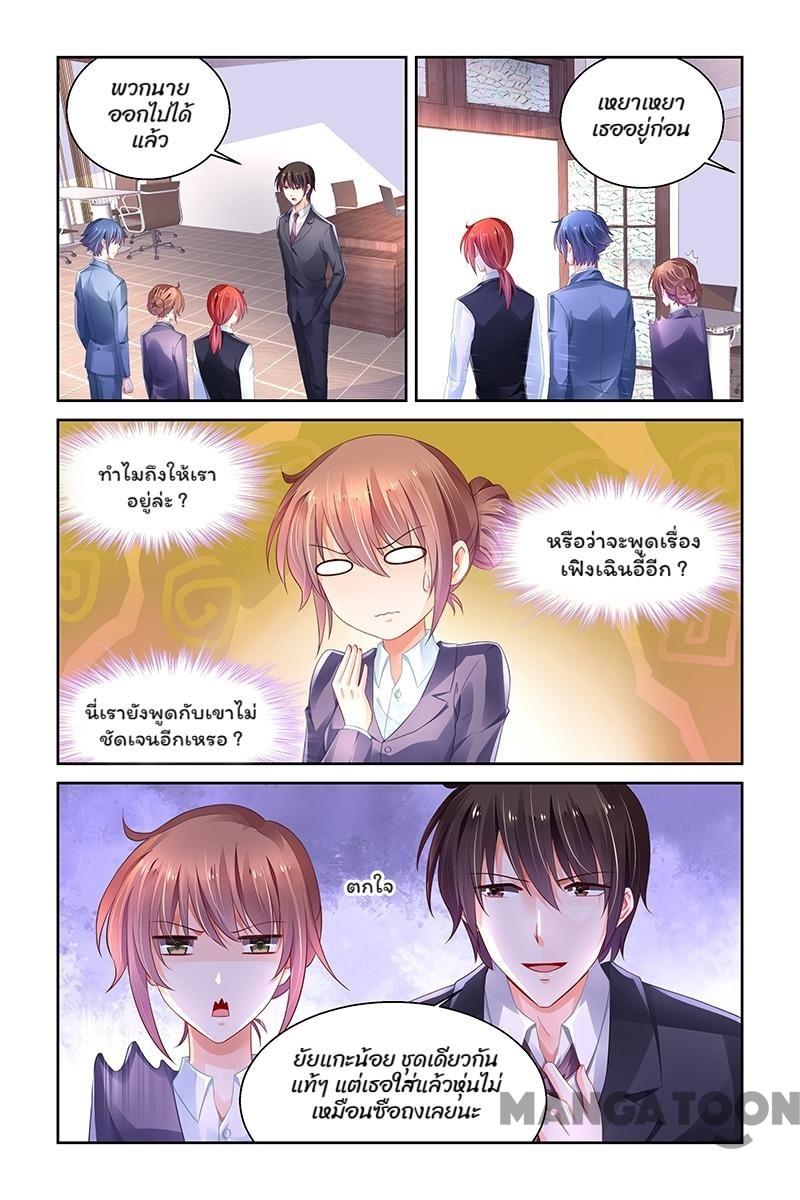 พวกนาย
ออกไปได้
แล้ว
เหยาเหยา
เธออยู่ก่อน
ทำไมถึงให้เรา
อยู่ล่ะ ?
หรือว่าจะพูดเรื่อง
เฟิงเฉินอี้อีก ?
นี่เรายังพูดกับเขาไม่
ชัดเจนอีกเหรอ ?
ตกใจ
ยัยแกะน้อย ชุดเดียวกัน
แท้ๆ แต่เธอใส่แล้วหุ่นไม่
เหมือนซือถงเลยนะ
MANGATOON